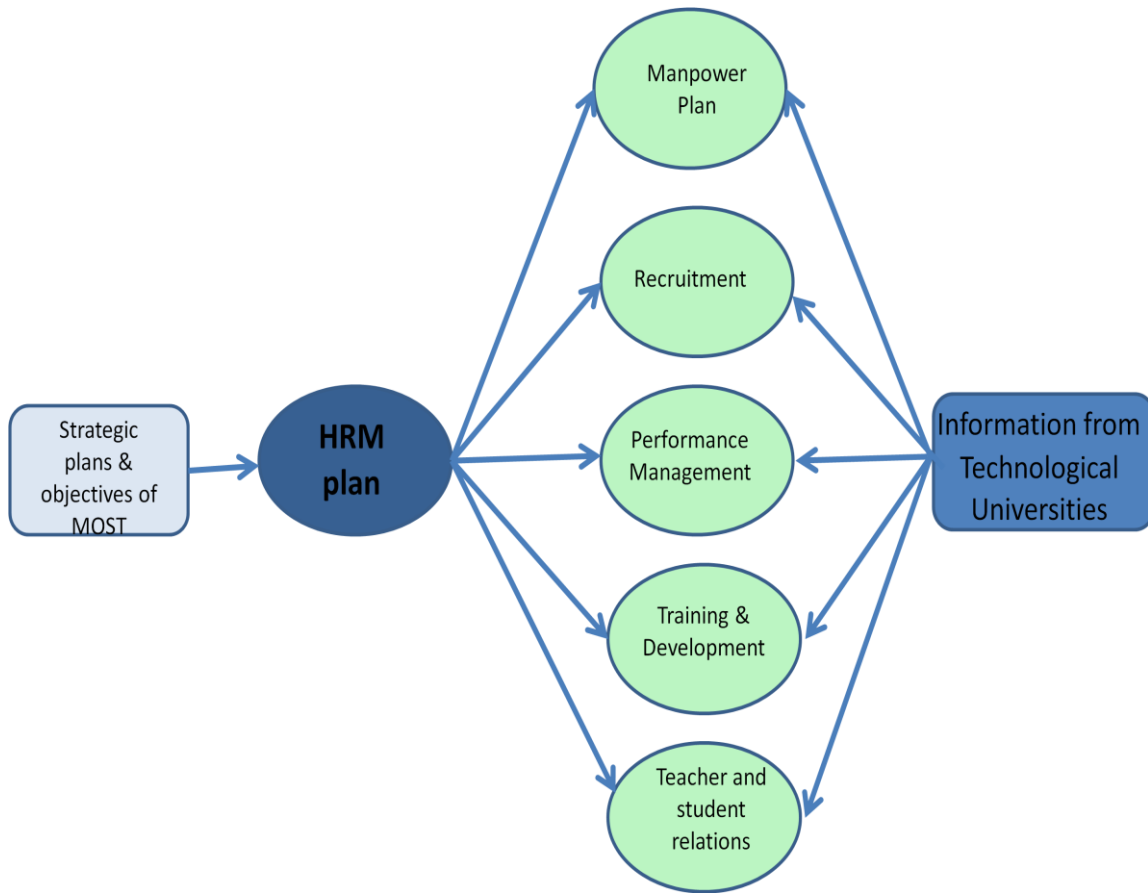 Manpower
Plan
Recruitment
Strategic
plans &
objectives of
MOST
HRM
plan
Performance
Management
Information from
Technological
Universities
Training &
Development
Teacher and
student
relations